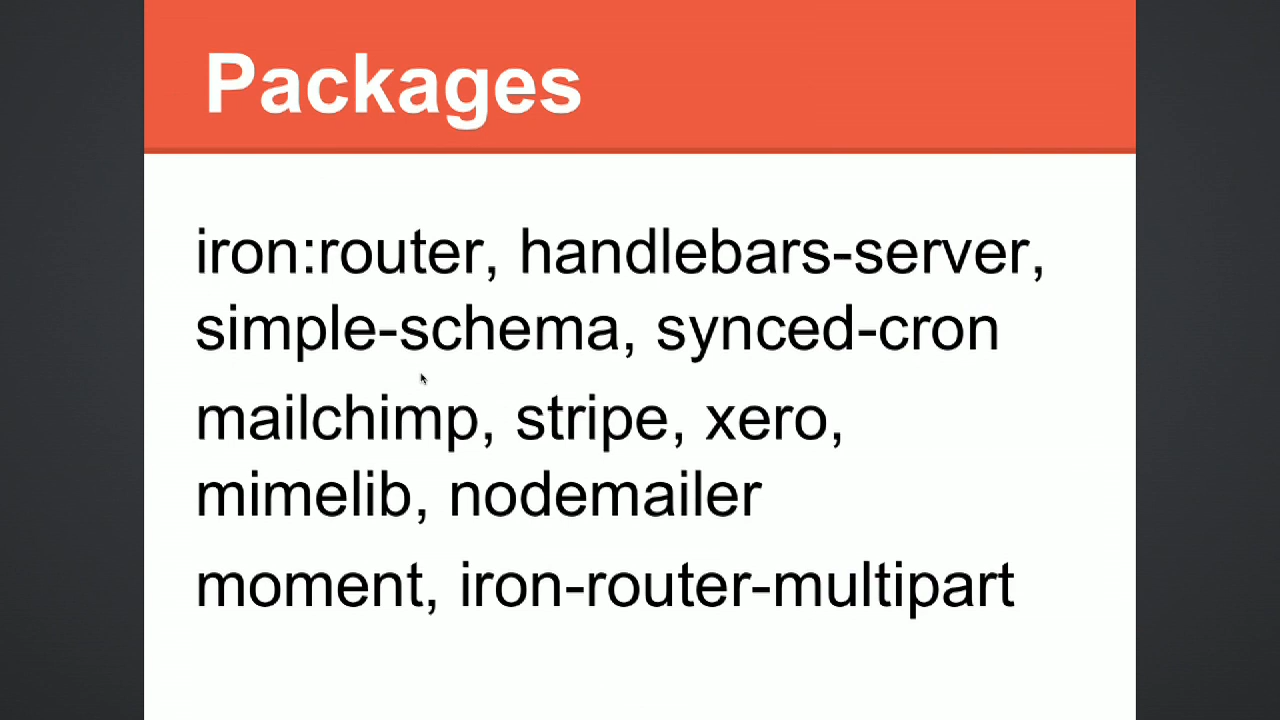 Packages
iron:router, handlebars-server,
simple-schema, synced-cron
mailchimp, stripe, xero,
mimelib, nodemailer
moment, iron-router-multipart